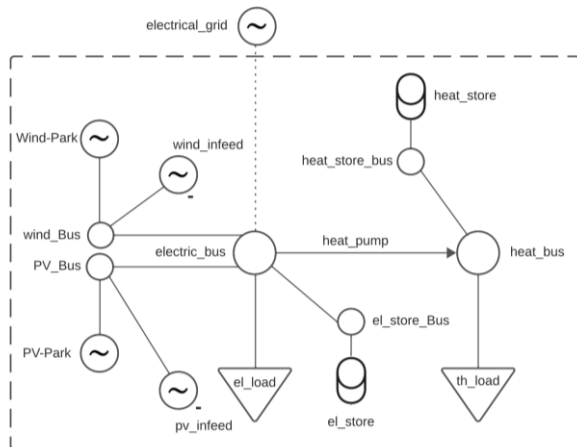 electrical_grid
heat_store
Wind-Park
wind_infeed
heat_store_bus
wind_Bus
electric_bus
heat_pump
heat_bus
PV_Bus
el_store_Bus
PV-Park
el_load
th_load
pv_infeed
el_store